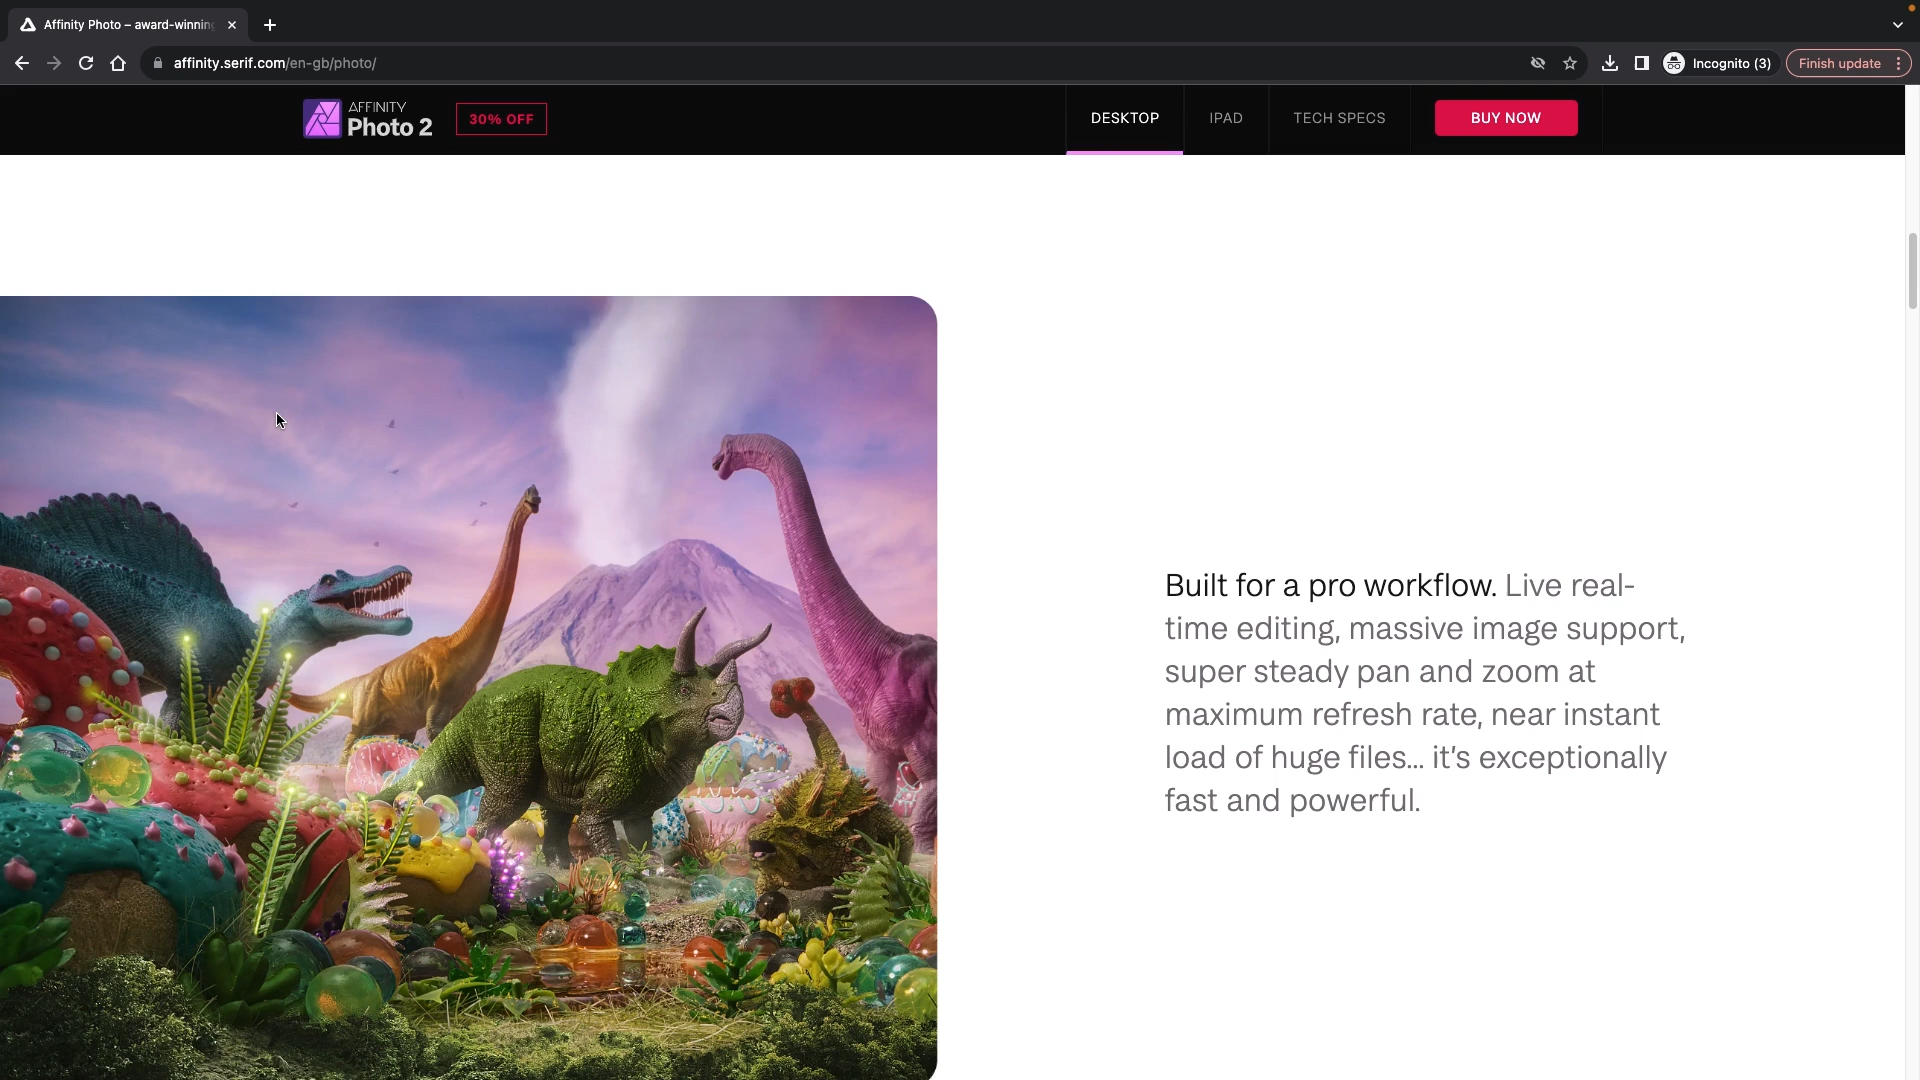 Affinity Photo – award-winning
affinity.serif.com/en-gb/photo/
Incognito (3)
Finish update
AFFINITY
Photo 2
30% OFF
DESKTOP
IPAD
TECH SPECS
BUY NOW
Built for a pro workflow. Live real-
time editing, massive image support,
super steady pan and zoom at
maximum refresh rate, near instant
load of huge files... it's exceptionally
fast and powerful.